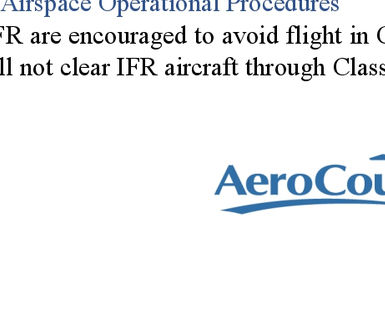 Airspace Operational Procedures
FR are encouraged to avoid flight in
ll not clear IFR aircraft through Class
AeroCou